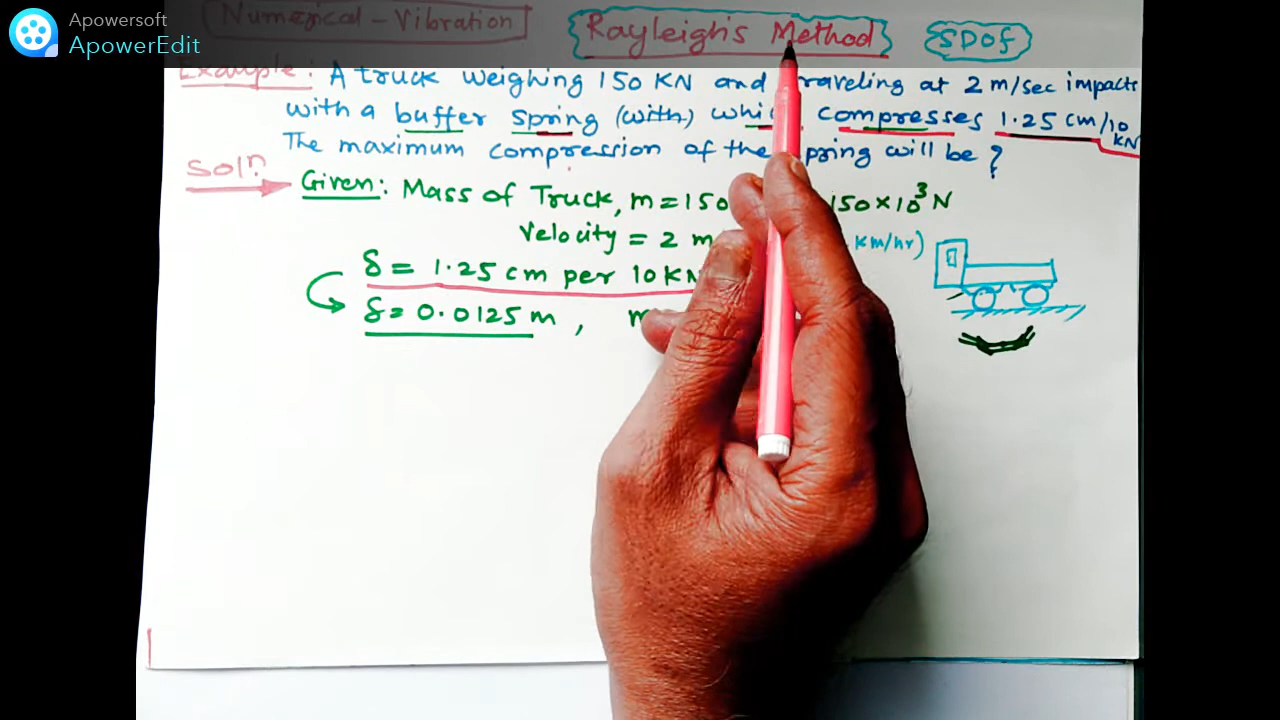 Apowersoft
ApowerEdit
Numerical - Vibration
Rayleigh's Method
SDOF
Example: A truck weighing 150 KN and traveling at 2 m/sec impacts
with a buffer spring (with) which compresses 1.25 cm/10 KN
The maximum compression of the spring will be?
Soln
Given: Mass of Truck, m = 150 150 × 10³ N
Velocity = 2 m km/hr)
δ = 1.25 cm per 10 KN
δ = 0.0125 m , m